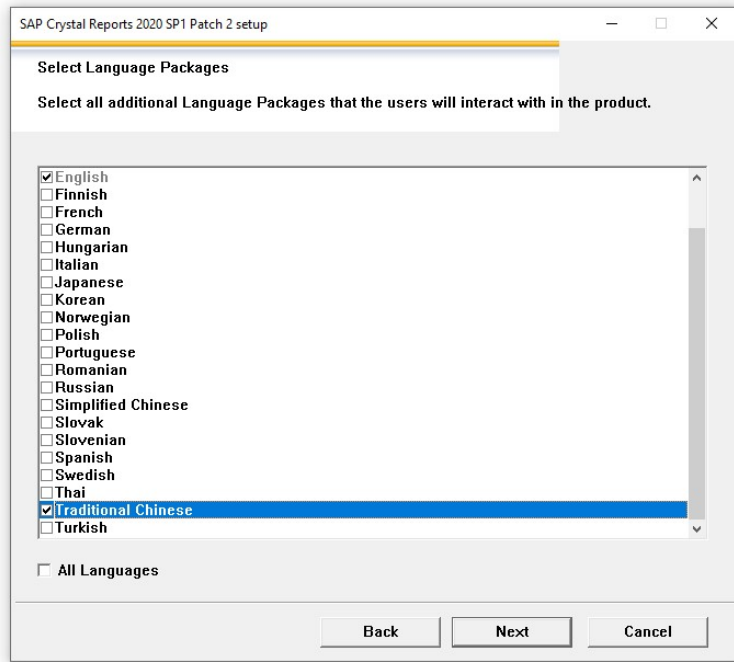 SAP Crystal Reports 2020 SP1 Patch 2 setup
Select Language Packages
Select all additional Language Packages that the users will interact with in the product.
English
Finnish
French
German
Hungarian
Italian
Japanese
Korean
Norwegian
Polish
Portuguese
Romanian
Russian
Simplified Chinese
Slovak
Slovenian
Spanish
Swedish
Thai
Traditional Chinese
Turkish
All Languages
Back Next Cancel